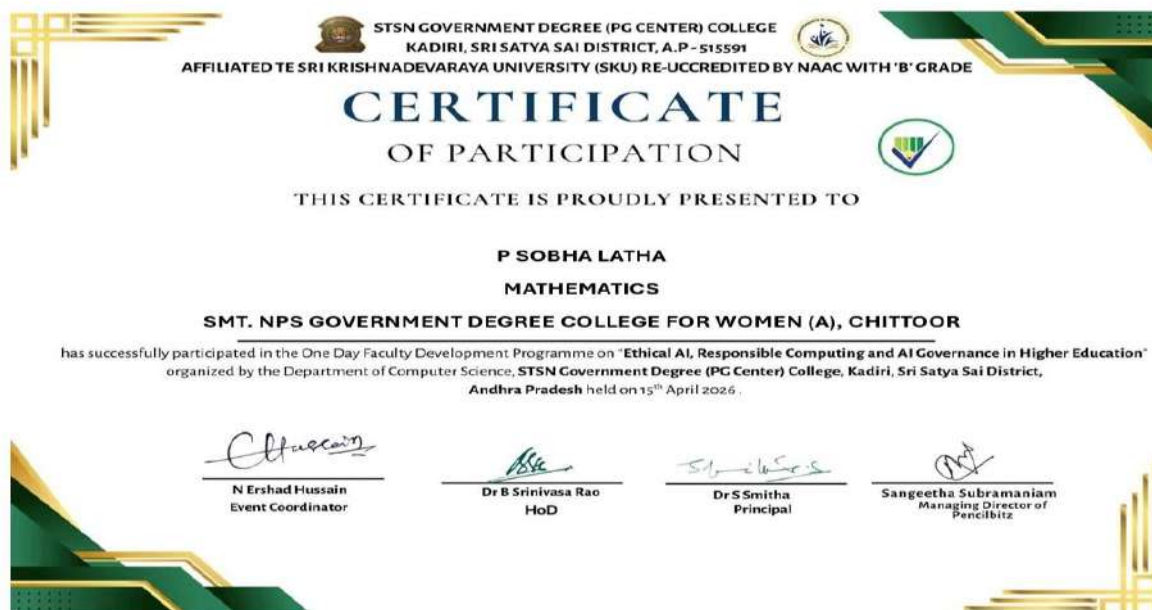 STSN GOVERNMENT DEGREE (PG CENTER) COLLEGE
KADIRI, SRI SATYA SAI DISTRICT, A.P - 515591
AFFILIATED TE SRI KRISHNADEVARAYA UNIVERSITY (SKU) RE-UCCREDITED BY NAAC WITH 'B' GRADE
CERTIFICATE
OF PARTICIPATION
THIS CERTIFICATE IS PROUDLY PRESENTED TO
P SOBHA LATHA
MATHEMATICS
SMT. NPS GOVERNMENT DEGREE COLLEGE FOR WOMEN (A), CHITTOOR
has successfully participated in the One Day Faculty Development Programme on "Ethical AI, Responsible Computing and AI Governance in Higher Education"
organized by the Department of Computer Science, STSN Government Degree (PG Center) College, Kadiri, Sri Satya Sai District,
Andhra Pradesh held on 15th April 2026 .
N Ershad Hussain
Event Coordinator
Dr B Srinivasa Rao
HoD
Dr S Smitha
Principal
Sangeetha Subramaniam
Managing Director of
Pencilbitz